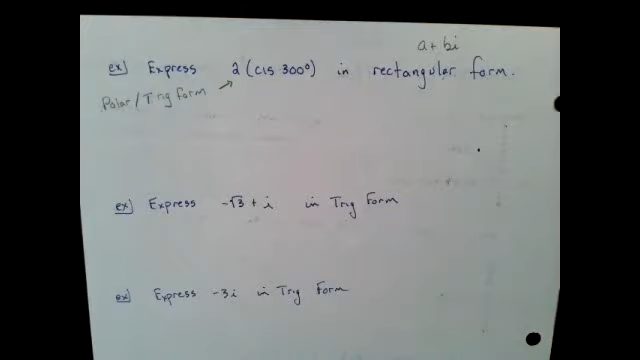 a + bi
ex) Express 2 (cis 300°) in rectangular form.
Polar / Trig form →
ex) Express -√3 + i in Trig Form
ex) Express -3i in Trig Form